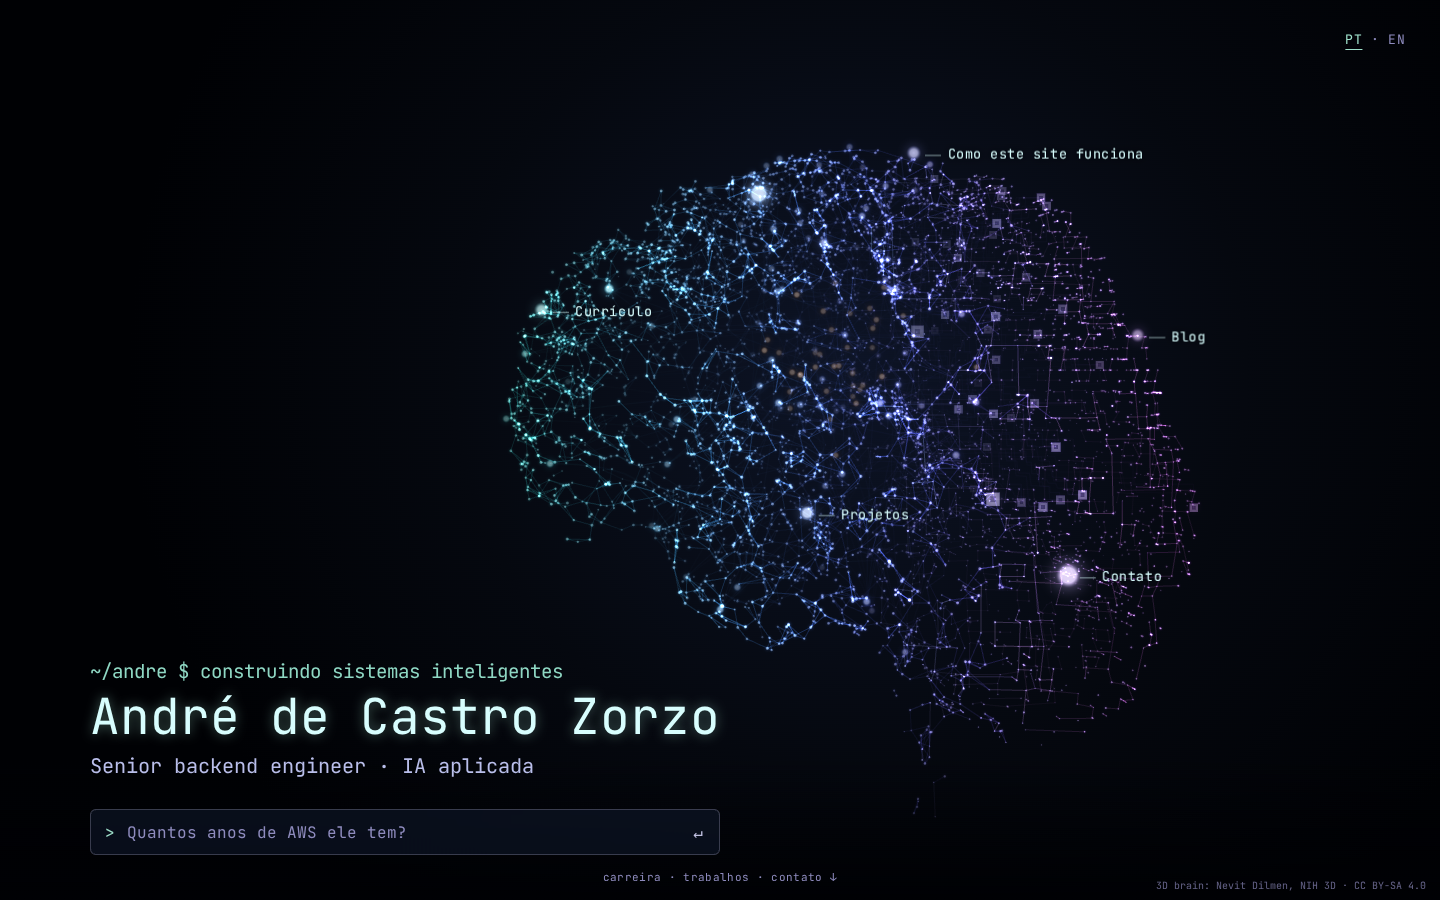 PT · EN
Como este site funciona
Currículo
Blog
Projetos
Contato
~/andre $ construindo sistemas inteligentes
André de Castro Zorzo
Senior backend engineer · IA aplicada
> Quantos anos de AWS ele tem? ↵
carreira · trabalhos · contato ↓
3D brain: Nevit Dilmen, NIH 3D · CC BY-SA 4.0